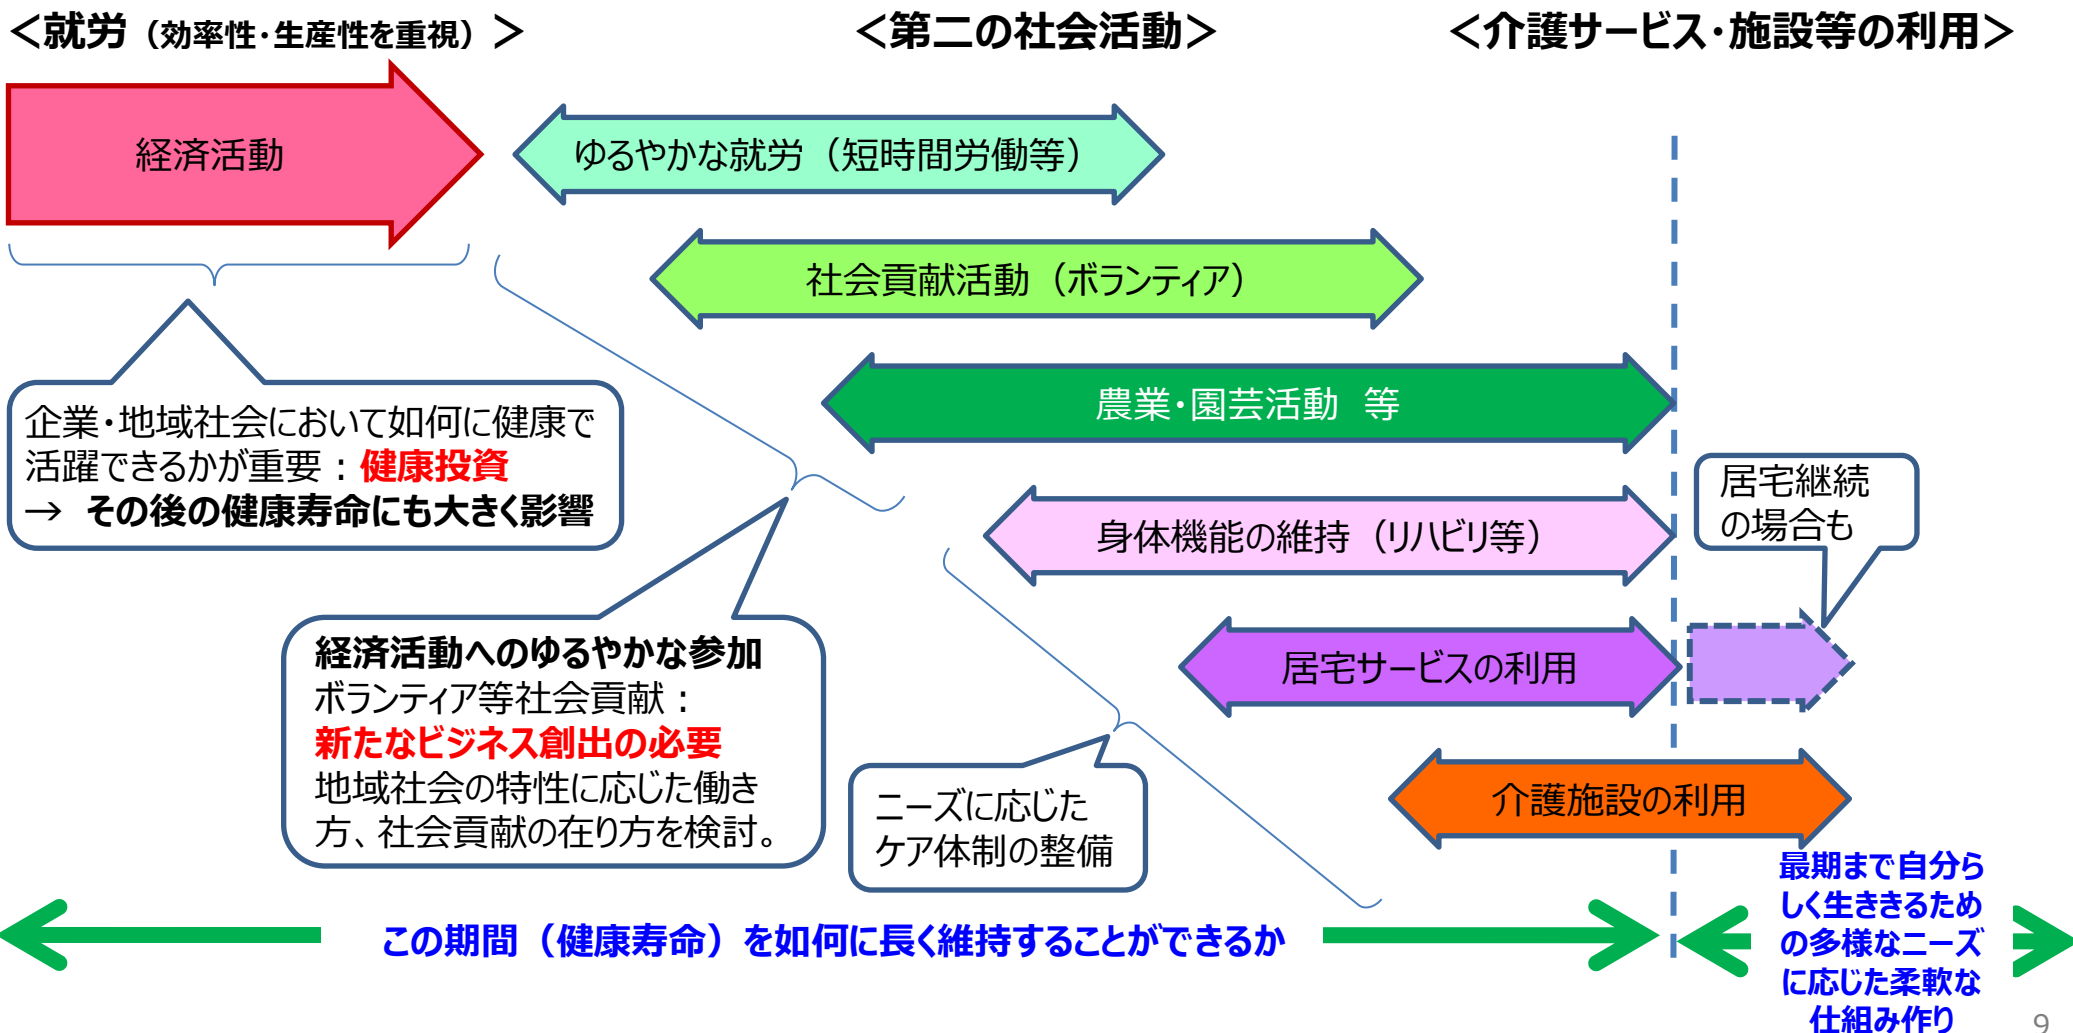 ＜就労（効率性・生産性を重視）＞
＜第二の社会活動＞
＜介護サービス・施設等の利用＞
経済活動
ゆるやかな就労（短時間労働等）
社会貢献活動（ボランティア）
農業・園芸活動　等
企業・地域社会において如何に健康で
活躍できるかが重要：健康投資
→ その後の健康寿命にも大きく影響
居宅継続
の場合も
身体機能の維持（リハビリ等）
経済活動へのゆるやかな参加
ボランティア等社会貢献：
新たなビジネス創出の必要
地域社会の特性に応じた働き
方、社会貢献の在り方を検討。
居宅サービスの利用
ニーズに応じた
ケア体制の整備
介護施設の利用
この期間（健康寿命）を如何に長く維持することができるか
最期まで自分ら
しく生ききるため
の多様なニーズ
に応じた柔軟な
仕組み作り
9